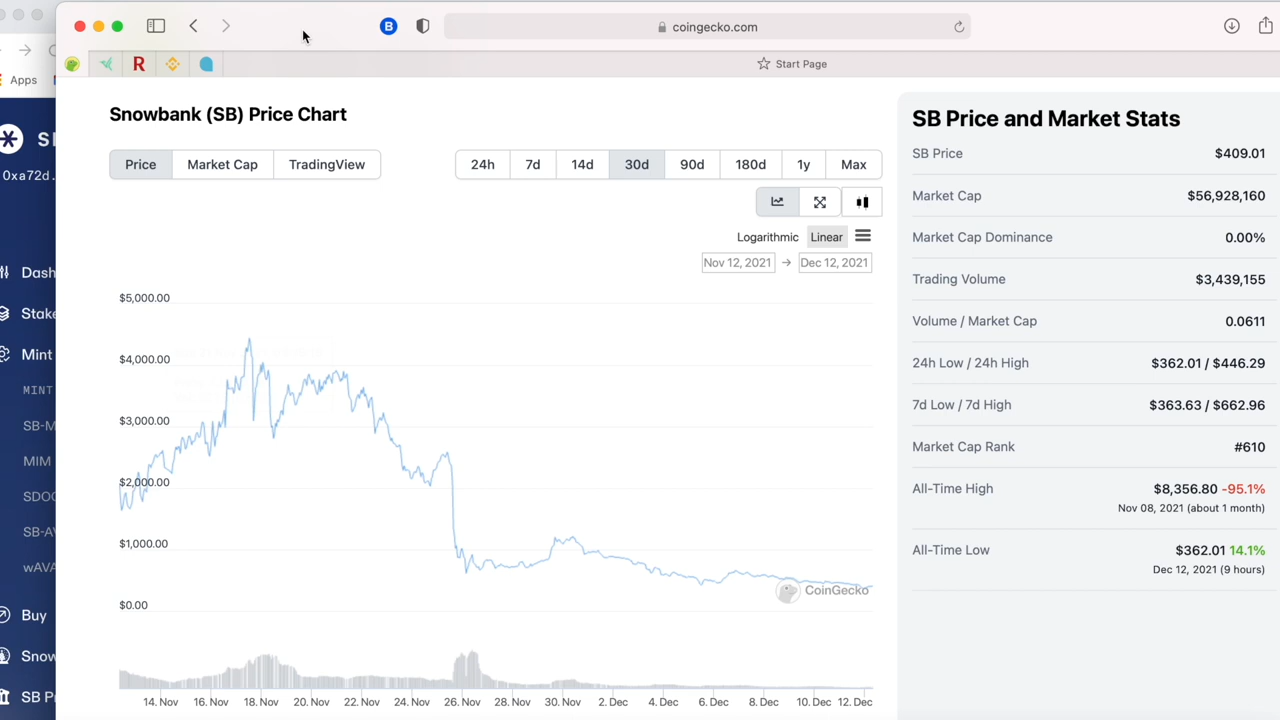 coingecko.com
Apps
R
Start Page
Snowbank (SB) Price Chart
SB Price and Market Stats
0xa72d.
Price Market Cap TradingView
24h 7d 14d 30d 90d 180d 1y Max
Logarithmic Linear
Nov 12, 2021 → Dec 12, 2021
$5,000.00
$4,000.00
$3,000.00
$2,000.00
$1,000.00
$0.00
CoinGecko
14. Nov 16. Nov 18. Nov 20. Nov 22. Nov 24. Nov 26. Nov 28. Nov 30. Nov 2. Dec 4. Dec 6. Dec 8. Dec 10. Dec 12. Dec
SB Price $409.01
Market Cap $56,928,160
Market Cap Dominance 0.00%
Trading Volume $3,439,155
Volume / Market Cap 0.0611
24h Low / 24h High $362.01 / $446.29
7d Low / 7d High $363.63 / $662.96
Market Cap Rank #610
All-Time High $8,356.80 -95.1%
Nov 08, 2021 (about 1 month)
All-Time Low $362.01 14.1%
Dec 12, 2021 (9 hours)
Dash
Stake
Mint
MINT
SB-M
MIM
SDOG
SB-AV
wAVA
Buy
Snow
SB P